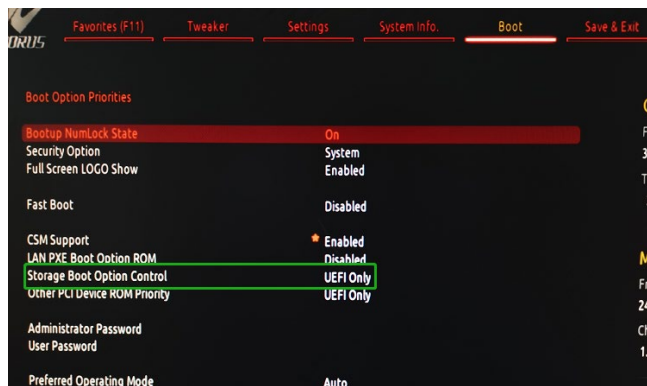 Favorites (F11) Tweaker Settings System Info. Boot Save & Exit
ORUS
Boot Option Priorities
Bootup NumLock State On
Security Option System
Full Screen LOGO Show Enabled
Fast Boot Disabled
CSM Support Enabled
LAN PXE Boot Option ROM Disabled
Storage Boot Option Control UEFI Only
Other PCI Device ROM Priority UEFI Only
Administrator Password
User Password
Preferred Operating Mode Auto